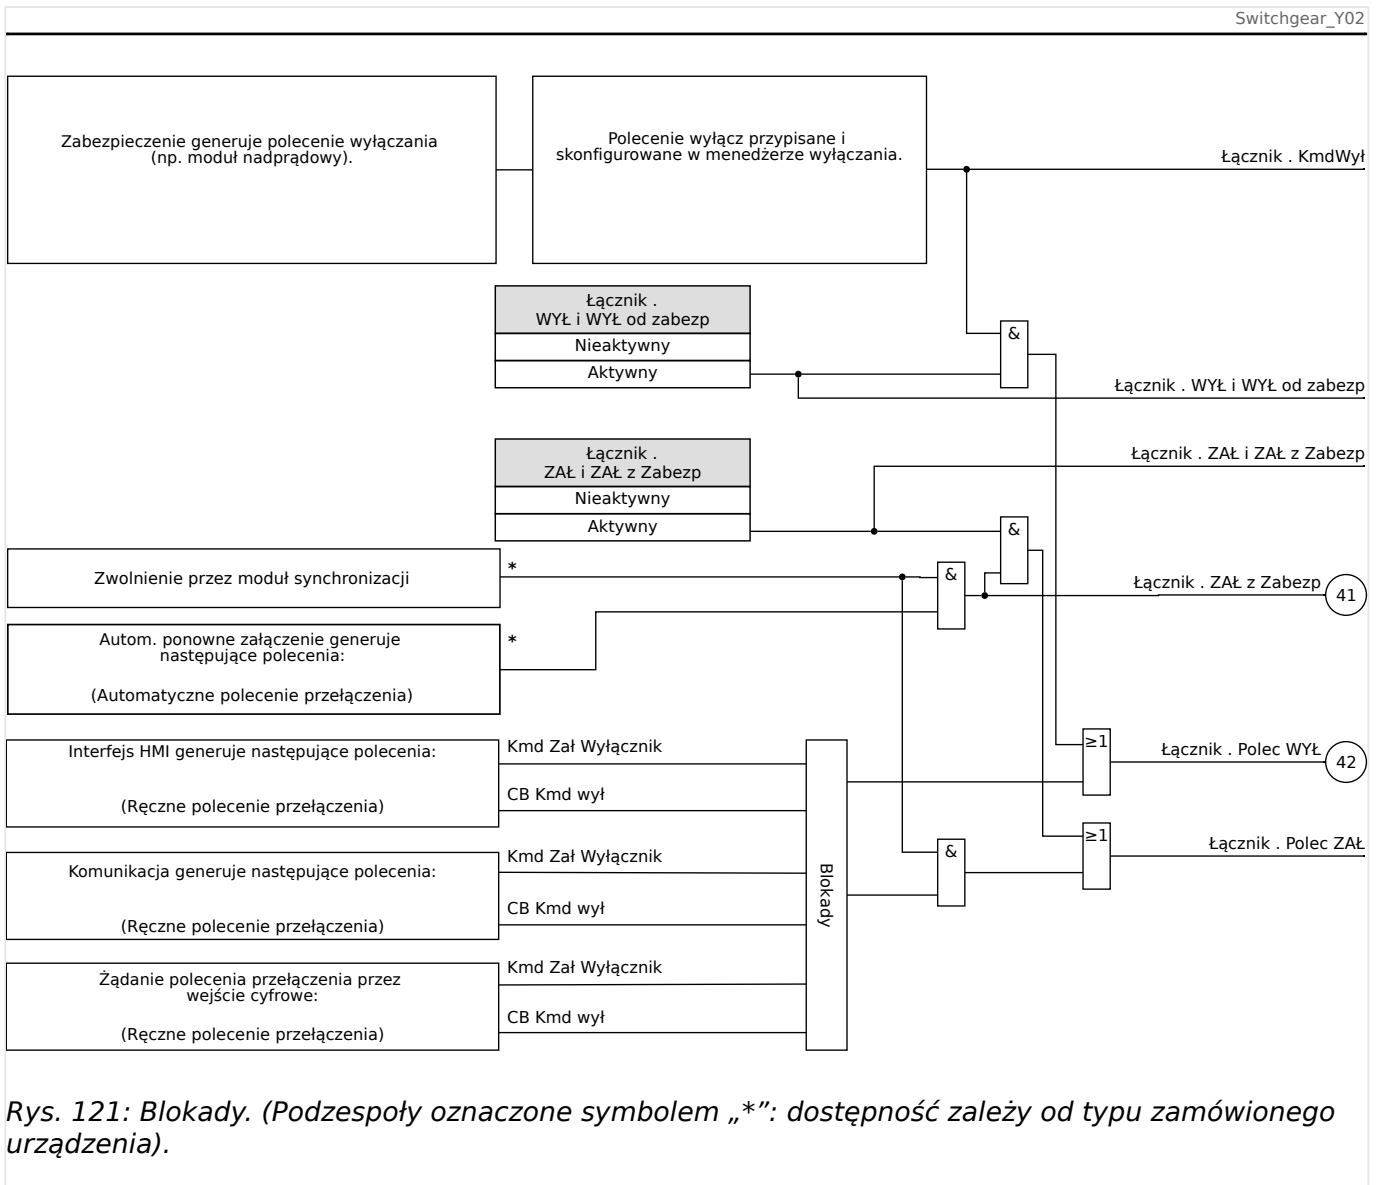 Switchgear_Y02
Zabezpieczenie generuje polecenie wyłączania
(np. moduł nadprądowy).
Polecenie wyłącz przypisane i
skonfigurowane w menedżerze wyłączania.
Łącznik . KmdWył
Łącznik .
WYŁ i WYŁ od zabezp
Nieaktywny
Aktywny
&
Łącznik . WYŁ i WYŁ od zabezp
Łącznik .
ZAŁ i ZAŁ z Zabezp
Nieaktywny
Aktywny
Łącznik . ZAŁ i ZAŁ z Zabezp
&
Zwolnienie przez moduł synchronizacji
*
&
Łącznik . ZAŁ z Zabezp
41
Autom. ponowne załączenie generuje
następujące polecenia:
(Automatyczne polecenie przełączenia)
*
Interfejs HMI generuje następujące polecenia:
(Ręczne polecenie przełączenia)
Kmd Zał Wyłącznik
CB Kmd wył
≥1
Łącznik . Polec WYŁ
42
Komunikacja generuje następujące polecenia:
(Ręczne polecenie przełączenia)
Kmd Zał Wyłącznik
CB Kmd wył
Blokady
&
≥1
Łącznik . Polec ZAŁ
Żądanie polecenia przełączenia przez
wejście cyfrowe:
(Ręczne polecenie przełączenia)
Kmd Zał Wyłącznik
CB Kmd wył
Rys. 121: Blokady. (Podzespoły oznaczone symbolem „*”: dostępność zależy od typu zamówionego
urządzenia).